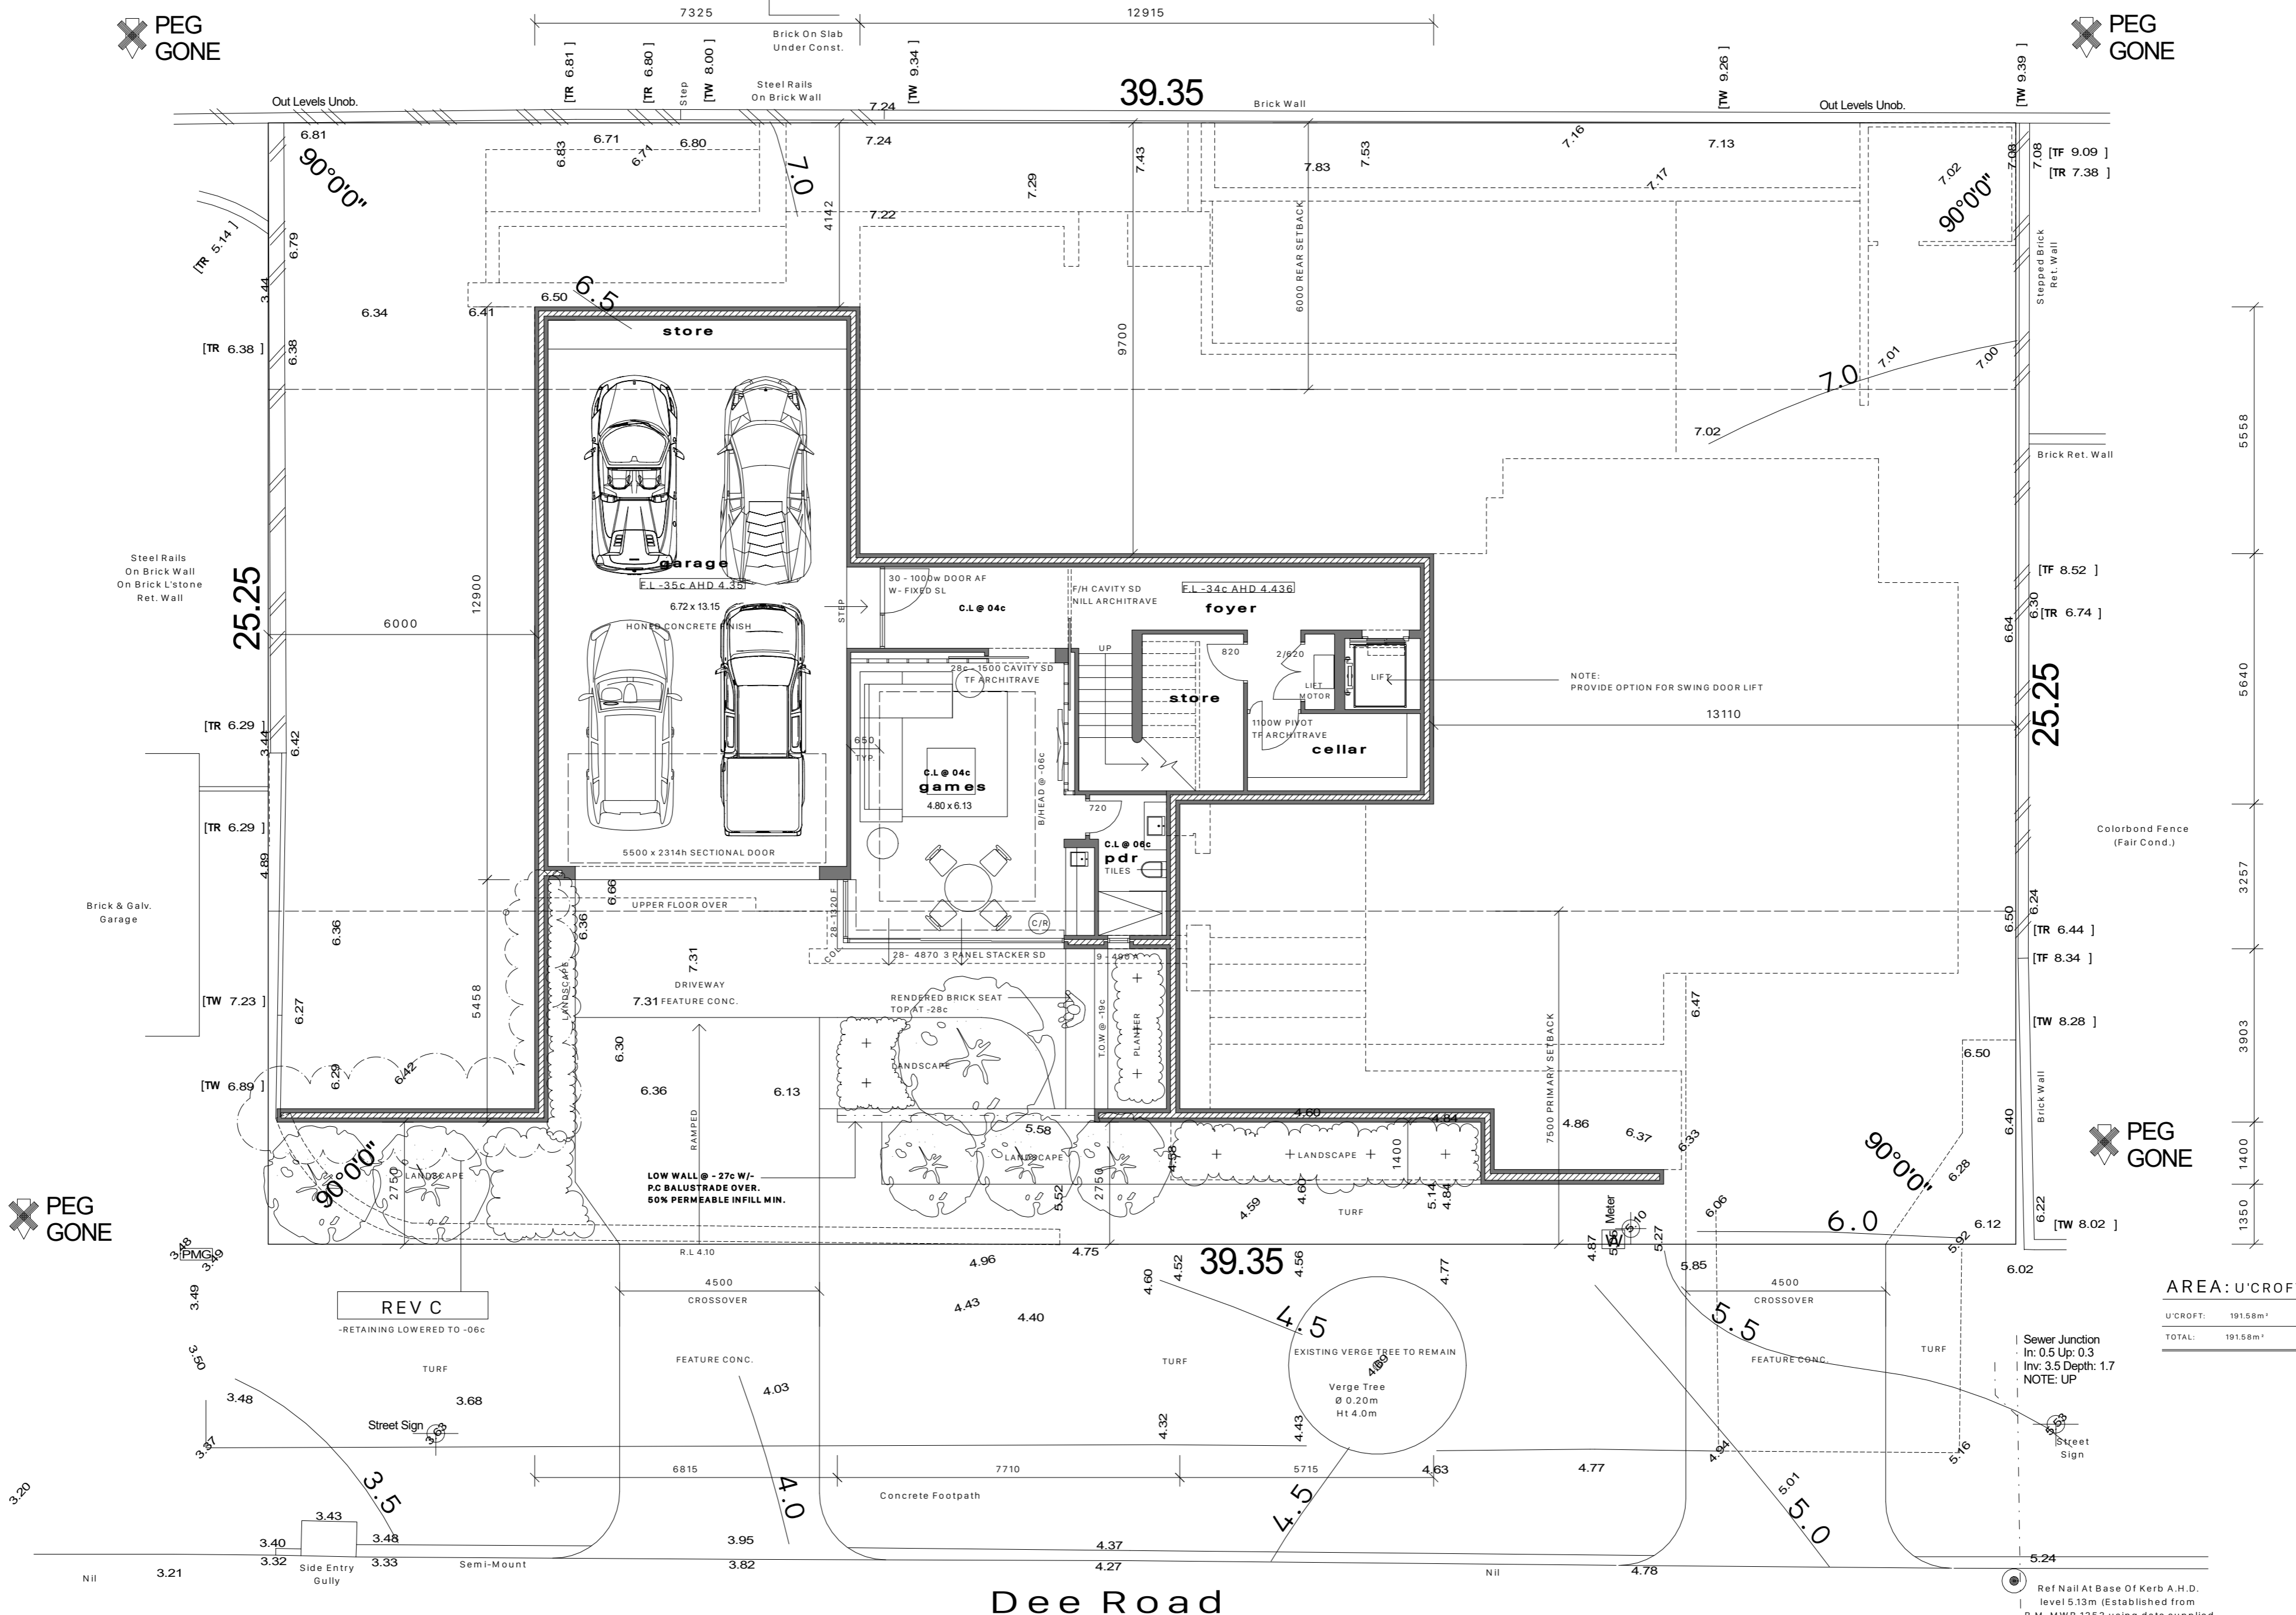 7325
12915
PEG
GONE
PEG
GONE
Brick On Slab
Under Const.
[TR 6.81 ]
[TR 6.80 ]
Step
[TW 8.00 ]
Steel Rails
On Brick Wall
[TW 9.34 ]
39.35
Brick Wall
[TW 9.26 ]
[TW 9.39 ]
Out Levels Unob.
Out Levels Unob.
7.24
6.81
90°0'0"
6.83
6.71
6.71
6.80
7.0
7.24
7.29
7.43
7.83
7.53
7.16
7.13
7.17
7.02
7.08
7.08
90°0'0"
[TF 9.09 ]
[TR 7.38 ]
[TR 5.14 ]
6.79
4142
7.22
6000 REAR SETBACK
Stepped Brick
Ret. Wall
3.44
6.34
6.41
6.50
6.5
store
[TR 6.38 ]
6.38
9700
7.0
7.01
7.00
7.02
5558
Brick Ret. Wall
Steel Rails
On Brick Wall
On Brick L'stone
Ret. Wall
25.25
12900
6000
garage
F.L -35c AHD 4.35
6.72 x 13.15
HONED CONCRETE FINISH
STEP
30 - 1000w DOOR AF
W- FIXED SL
C.L @ 04c
F/H CAVITY SD
NILL ARCHITRAVE
F.L -34c AHD 4.436
foyer
[TF 8.52 ]
6.30
[TR 6.74 ]
6.64
UP
820
2/620
28c - 1500 CAVITY SD
TF ARCHITRAVE
LIFT
MOTOR
LIFT
store
NOTE:
PROVIDE OPTION FOR SWING DOOR LIFT
5640
25.25
13110
[TR 6.29 ]
3.44
6.42
650
TYP.
1100W PIVOT
TF ARCHITRAVE
cellar
C.L @ 04c
games
4.80 x 6.13
B/HEAD @ -06c
720
[TR 6.29 ]
4.89
5500 x 2314h SECTIONAL DOOR
C.L @ 06c
pdr
TILES
Colorbond Fence
(Fair Cond.)
3257
Brick & Galv.
Garage
6.36
6.66
6.36
UPPER FLOOR OVER
28 - 1320 F
C/R
6.24
6.50
[TR 6.44 ]
COL.
28- 4870 3 PANEL STACKER SD
[TF 8.34 ]
7.31
LANDSCAPE
DRIVEWAY
7.31 FEATURE CONC.
RENDERED BRICK SEAT
TOP AT -28c
6.47
[TW 7.23 ]
6.27
5458
[TW 8.28 ]
T.O.W @ -19c
PLANTER
3903
6.30
6.50
LANDSCAPE
7500 PRIMARY SETBACK
6.29
6.42
[TW 6.89 ]
6.36
6.13
RAMPED
Brick Wall
6.40
4.60
4.84
4.86
6.37
6.33
5.58
90°0'0"
LANDSCAPE
2750
LANDSCAPE
4.58
LANDSCAPE
1400
90°0'0"
6.28
1400
PEG
GONE
LOW WALL @ - 27c W/-
P.C BALUSTRADE OVER.
50% PERMEABLE INFILL MIN.
5.52
2750
4.59
4.60
TURF
5.14
4.84
PEG
GONE
Meter
5.10
5.27
6.06
6.0
6.12
6.22
[TW 8.02 ]
1350
3.48
PMG
3.49
R.L 4.10
4.96
4.75
4.52
39.35
4.56
4.87
W
5.92
6.02
5.85
4.60
4.77
3.49
4500
CROSSOVER
4500
CROSSOVER
AREA: U'CROF
REV C
-RETAINING LOWERED TO -06c
4.43
4.40
4.5
5.5
U'CROFT: 191.58m²
TOTAL: 191.58m²
EXISTING VERGE TREE TO REMAIN
Sewer Junction
In: 0.5 Up: 0.3
Inv: 3.5 Depth: 1.7
NOTE: UP
3.50
TURF
FEATURE CONC.
TURF
FEATURE CONC.
TURF
3.48
3.68
4.03
Verge Tree
Ø 0.20m
Ht 4.0m
Street Sign
3.63
4.32
4.43
5.53
Street
Sign
3.37
4.94
5.16
6815
7710
5715
4.63
4.77
3.5
4.0
Concrete Footpath
4.5
5.01
5.0
3.20
3.43
3.40
3.48
3.95
4.37
3.32
Side Entry
Gully
3.33
Semi-Mount
3.82
4.27
Nil
4.78
5.24
Nil
3.21
Dee Road
Ref Nail At Base Of Kerb A.H.D.
level 5.13m (Established from